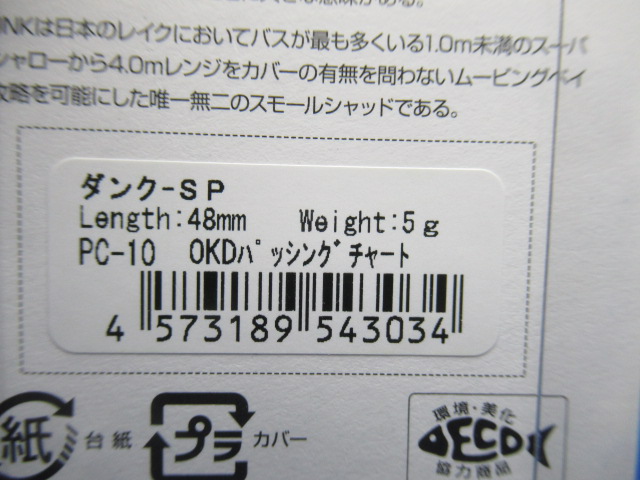 UNKは日本のレイクにおいてバスが最も多くいる1.0m未満のスーパ
シャローから4.0mレンジをカバーの有無を問わないムービングベイ
攻略を可能にした唯一無二のスモールシャッドである。
ダンク-SP
Length:48mm Weight:5g
PC-10 OKDパッシングチャート
4 573189 543034
紙 台紙 プラ カバー
環境・美化
ECO
協力商品